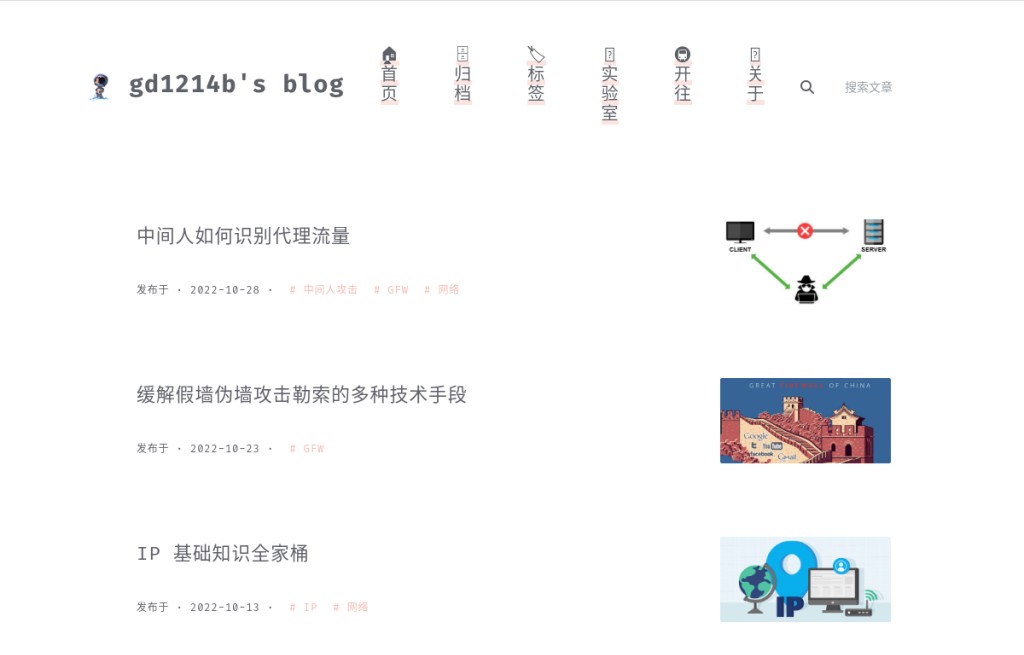 gd1214b's blog
首页
归档
标签
实验室
开往
关于
搜索文章
中间人如何识别代理流量
发布于 · 2022-10-28 · # 中间人攻击 # GFW # 网络
CLIENT
SERVER
缓解假墙伪墙攻击勒索的多种技术手段
发布于 · 2022-10-23 · # GFW
GREAT FIREWALL OF CHINA
Google
YouTube
facebook
Gmail
IP 基础知识全家桶
发布于 · 2022-10-13 · # IP # 网络
IP